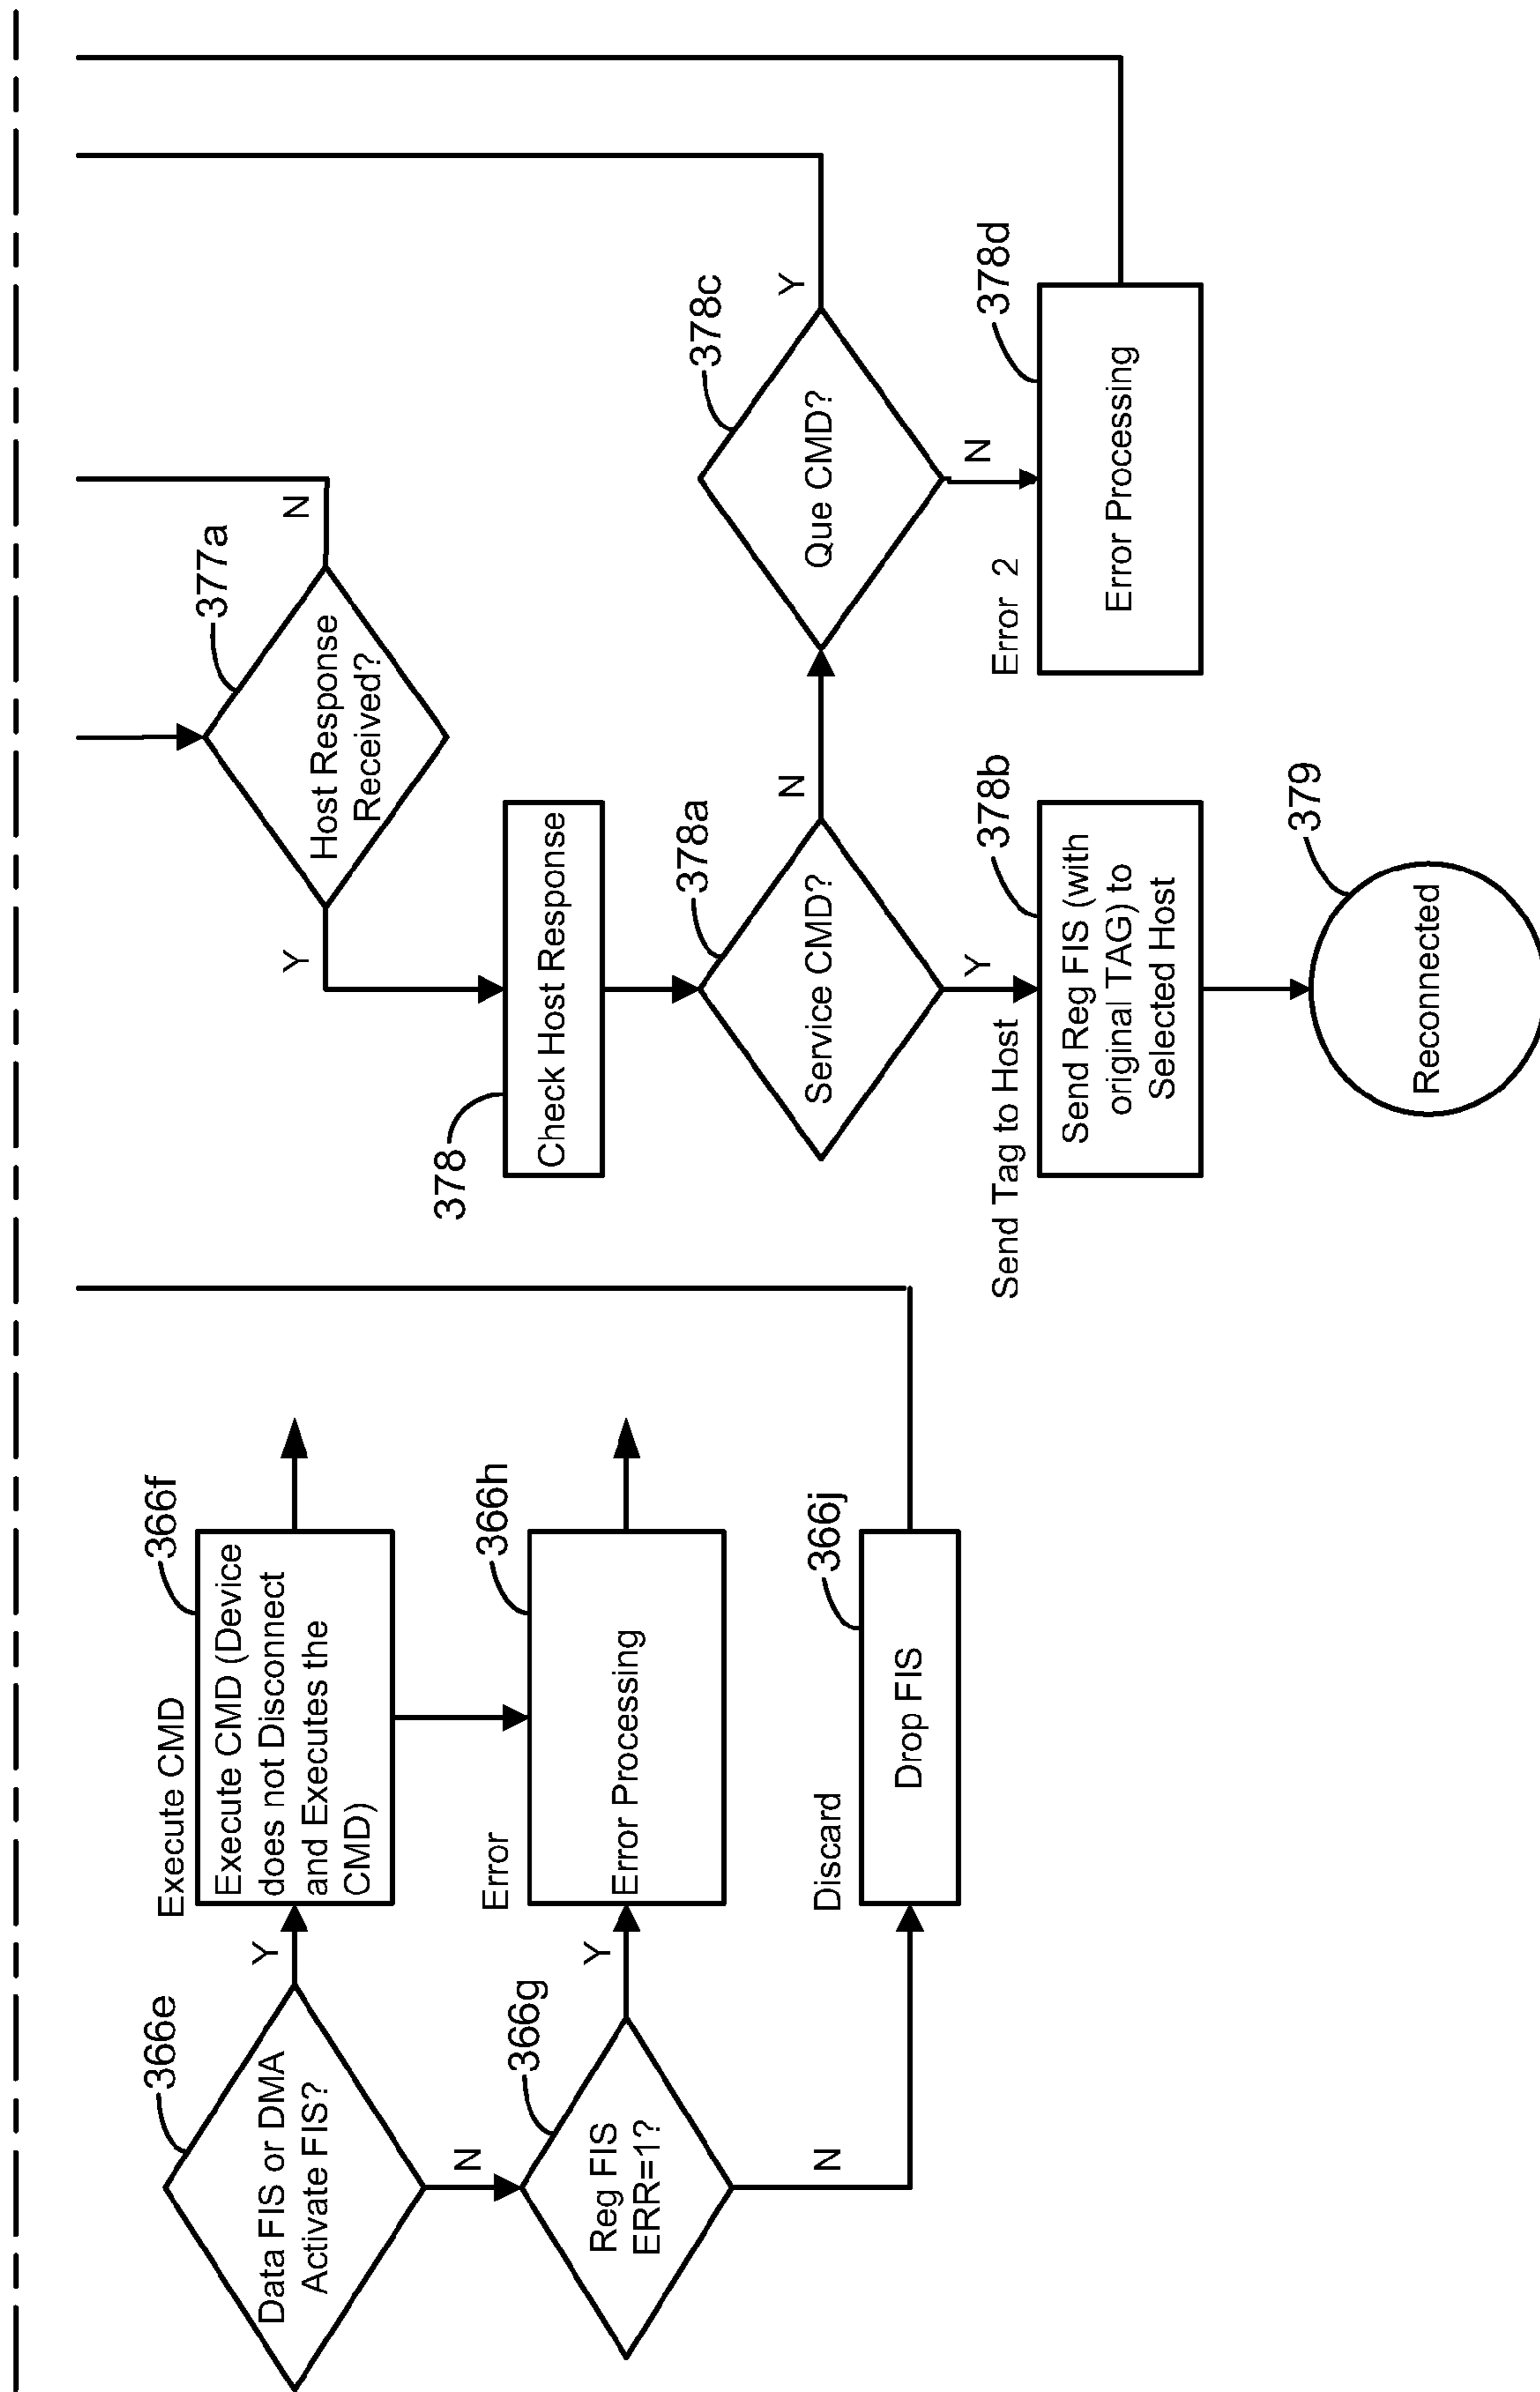 366e
Data FIS or DMA
Activate FIS?
Y
N
Execute CMD
366f
Execute CMD (Device
does not Disconnect
and Executes the
CMD)
366g
Reg FIS
ERR=1?
Y
N
Error
366h
Error Processing
Discard
366j
Drop FIS
377a
Host Response
Received?
Y
N
378
Check Host Response
378a
Service CMD?
N
Y
378c
Que CMD?
Y
N
Send Tag to Host
378b
Send Reg FIS (with
original TAG) to
Selected Host
Error 2
378d
Error Processing
379
Reconnected